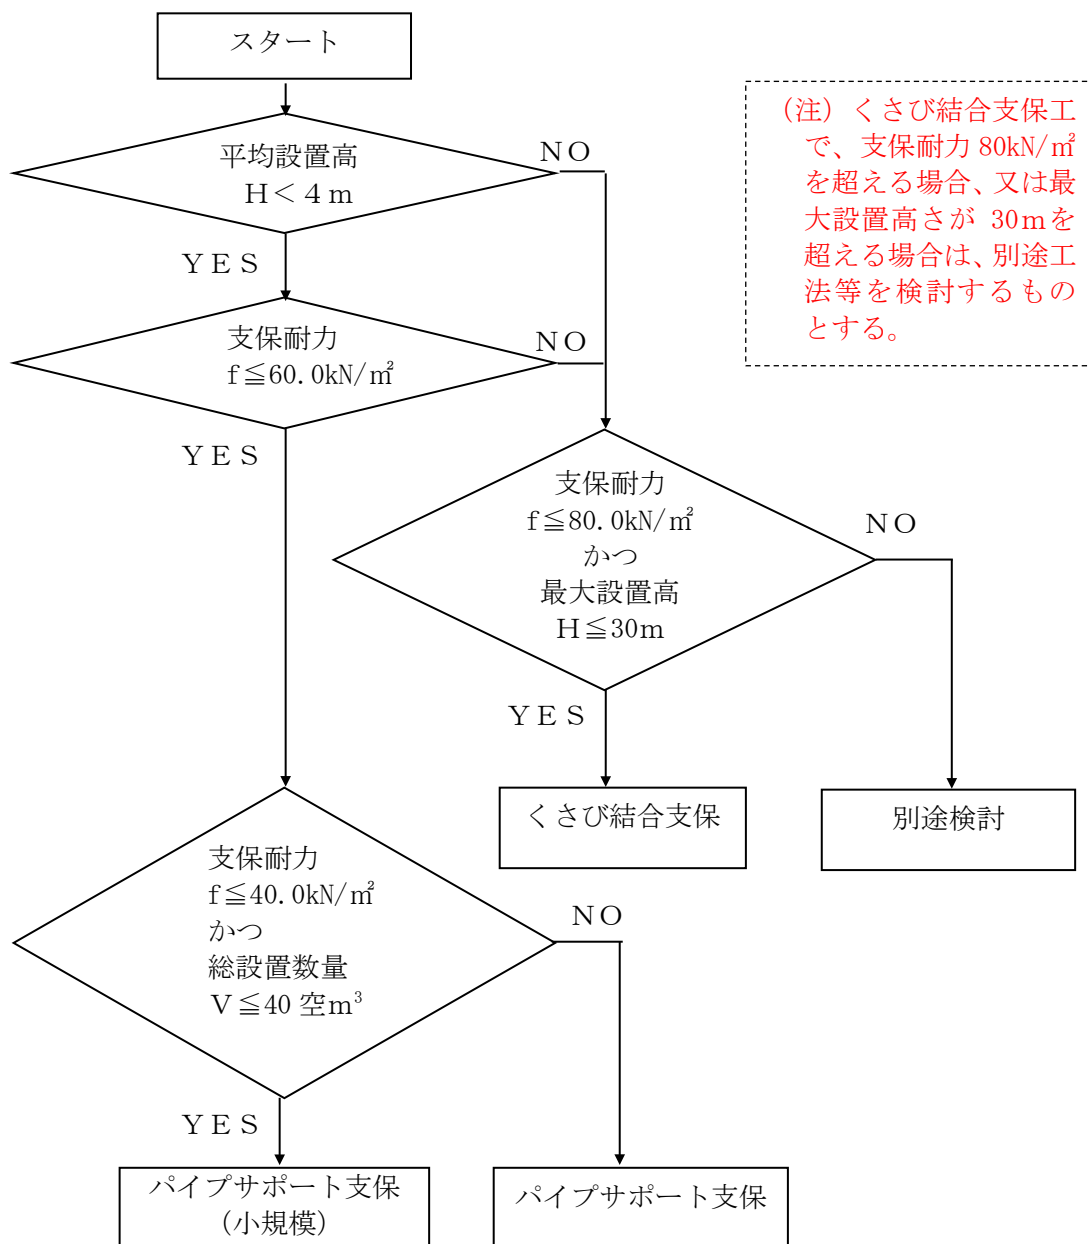 スタート
平均設置高
H＜4m
NO
YES
(注) くさび結合支保工
で、支保耐力 80kN/㎡
を超える場合、又は最
大設置高さが 30mを
超える場合は、別途工
法等を検討するもの
とする。
支保耐力
f≦60.0kN/㎡
NO
YES
支保耐力
f≦80.0kN/㎡
かつ
最大設置高
H≦30m
NO
YES
くさび結合支保
別途検討
支保耐力
f≦40.0kN/㎡
かつ
総設置数量
V≦40 空m³
NO
YES
パイプサポート支保
(小規模)
パイプサポート支保